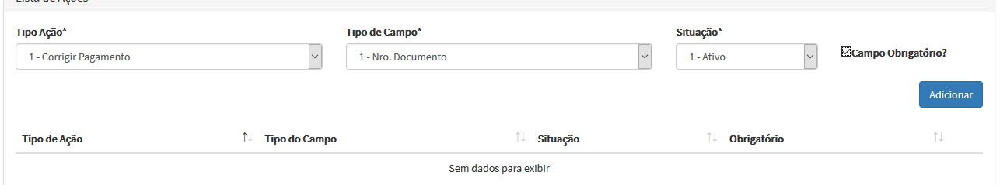 Lista de Ações
Tipo Ação* Tipo de Campo* Situação*
1 - Corrigir Pagamento 1 - Nro. Documento 1 - Ativo Campo Obrigatório?
Adicionar
Tipo de Ação Tipo do Campo Situação Obrigatório
Sem dados para exibir